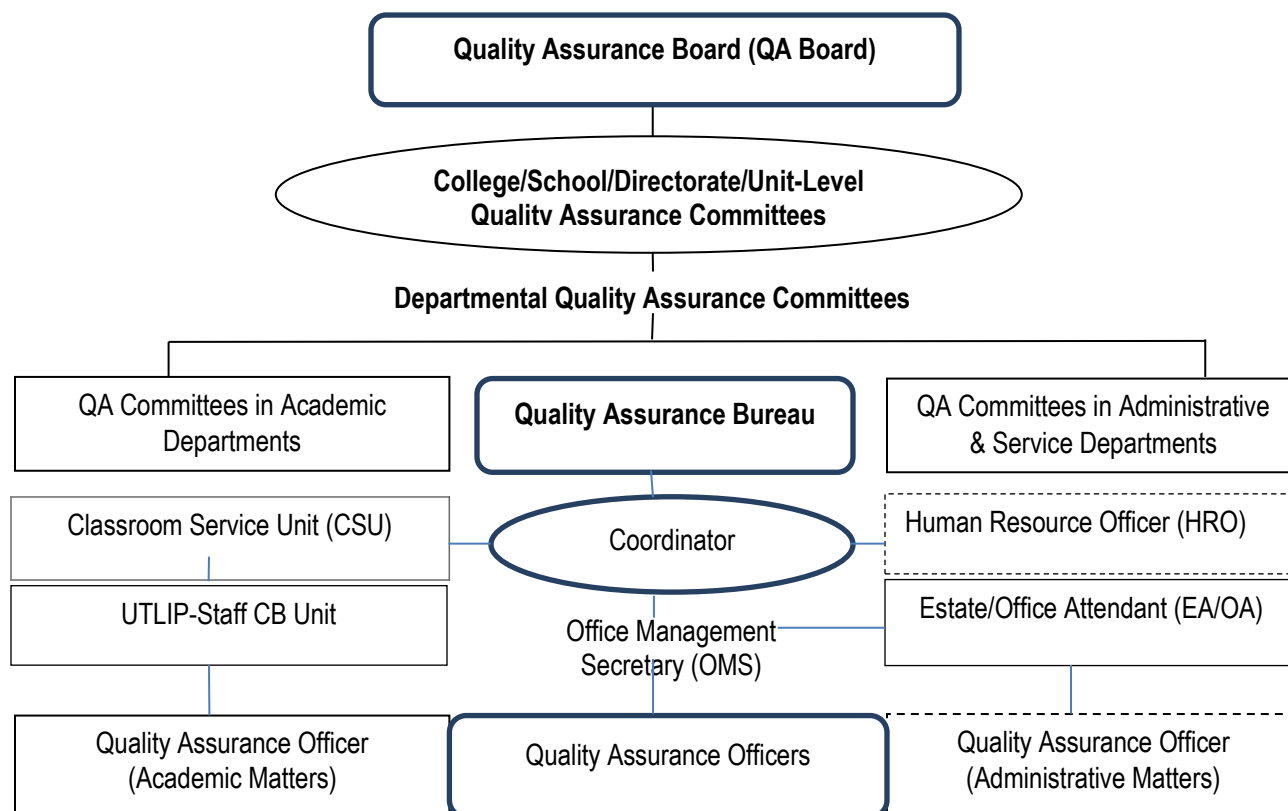 Quality Assurance Board (QA Board)
College/School/Directorate/Unit-Level
Quality Assurance Committees
Departmental Quality Assurance Committees
QA Committees in Academic
Departments
Quality Assurance Bureau
QA Committees in Administrative
& Service Departments
Classroom Service Unit (CSU)
Coordinator
Human Resource Officer (HRO)
UTLIP-Staff CB Unit
Office Management
Secretary (OMS)
Estate/Office Attendant (EA/OA)
Quality Assurance Officer
(Academic Matters)
Quality Assurance Officers
Quality Assurance Officer
(Administrative Matters)